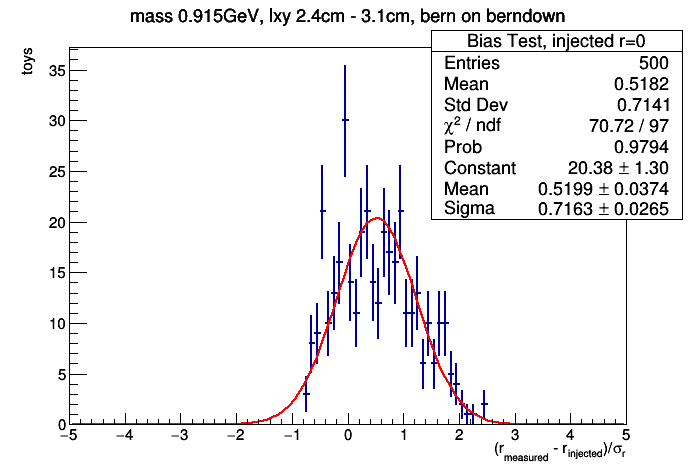 mass 0.915GeV, lxy 2.4cm - 3.1cm, bern on berndown
Bias Test, injected r=0
Entries 500
Mean 0.5182
Std Dev 0.7141
χ² / ndf 70.72 / 97
Prob 0.9794
Constant 20.38 ± 1.30
Mean 0.5199 ± 0.0374
Sigma 0.7163 ± 0.0265
toys
35
30
25
20
15
10
5
0
−5 −4 −3 −2 −1 0 1 2 3 4 5
(r_measured - r_injected)/σ_r